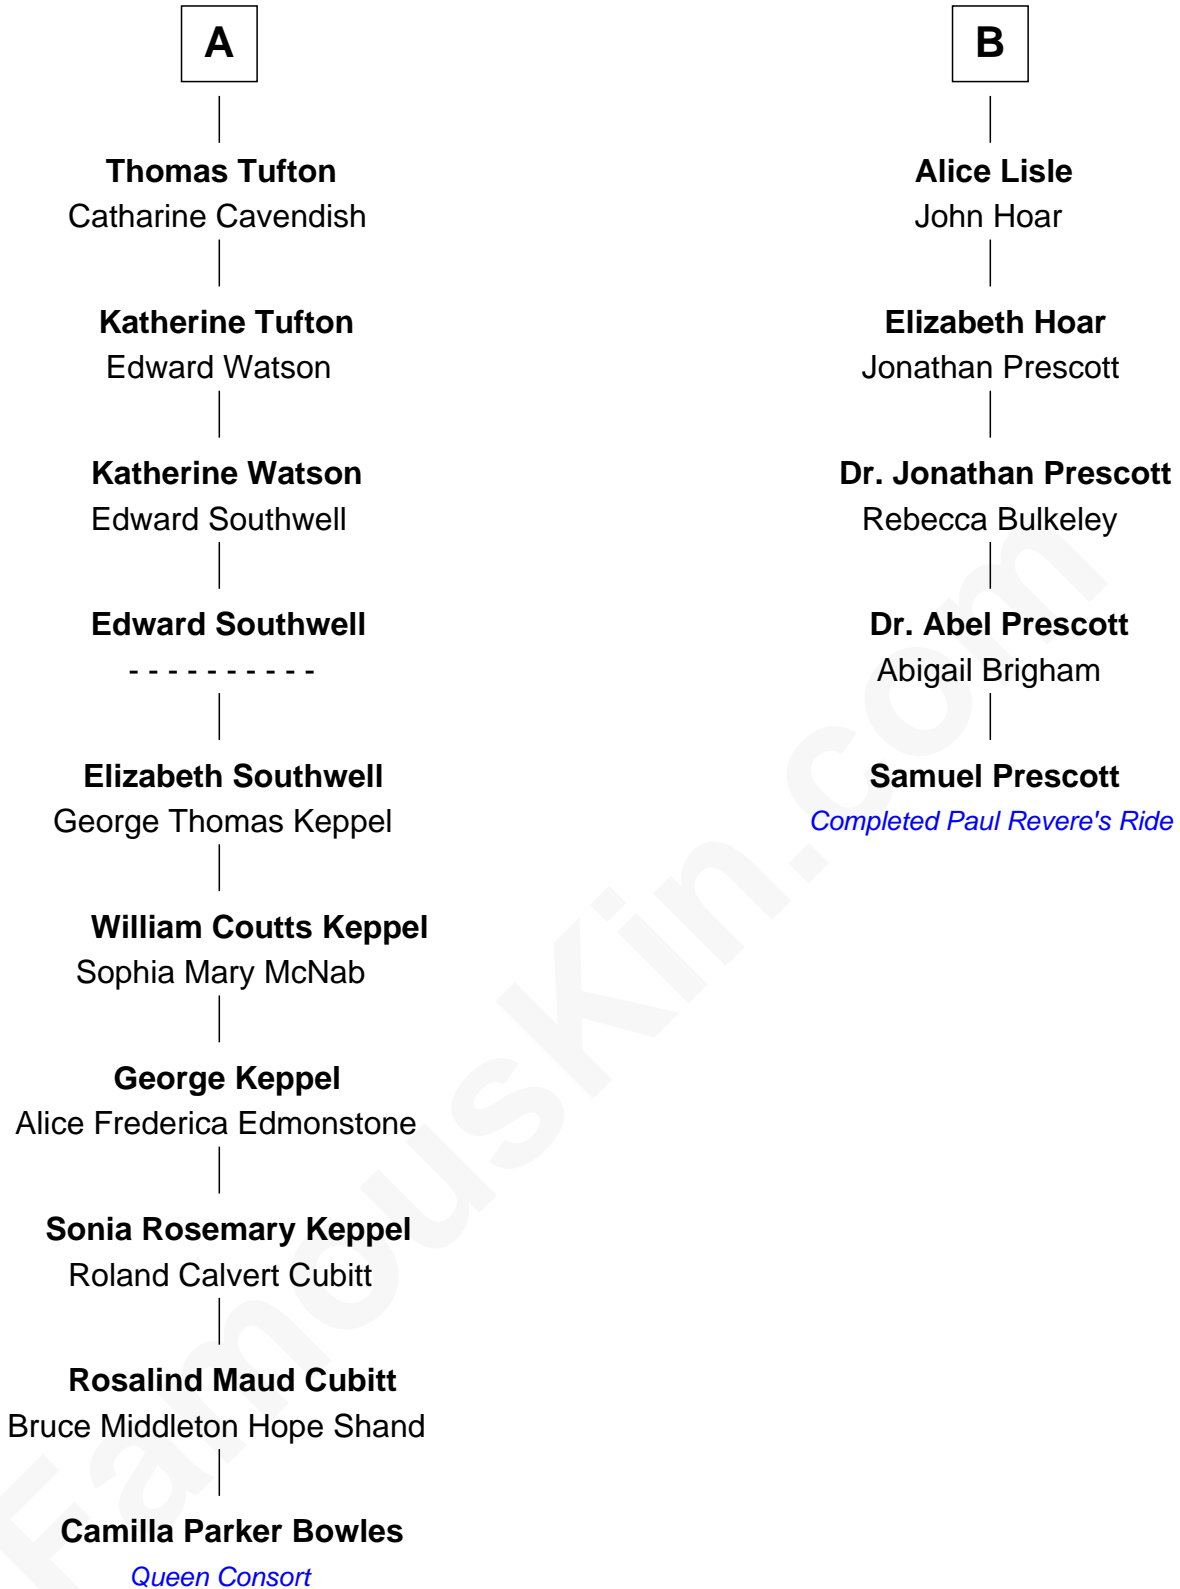 A
Thomas Tufton
Catharine Cavendish
Katherine Tufton
Edward Watson
Katherine Watson
Edward Southwell
Edward Southwell
- - - - - - - - - -
Elizabeth Southwell
George Thomas Keppel
William Coutts Keppel
Sophia Mary McNab
George Keppel
Alice Frederica Edmonstone
Sonia Rosemary Keppel
Roland Calvert Cubitt
Rosalind Maud Cubitt
Bruce Middleton Hope Shand
Camilla Parker Bowles
Queen Consort
B
Alice Lisle
John Hoar
Elizabeth Hoar
Jonathan Prescott
Dr. Jonathan Prescott
Rebecca Bulkeley
Dr. Abel Prescott
Abigail Brigham
Samuel Prescott
Completed Paul Revere's Ride
FamousKin.com